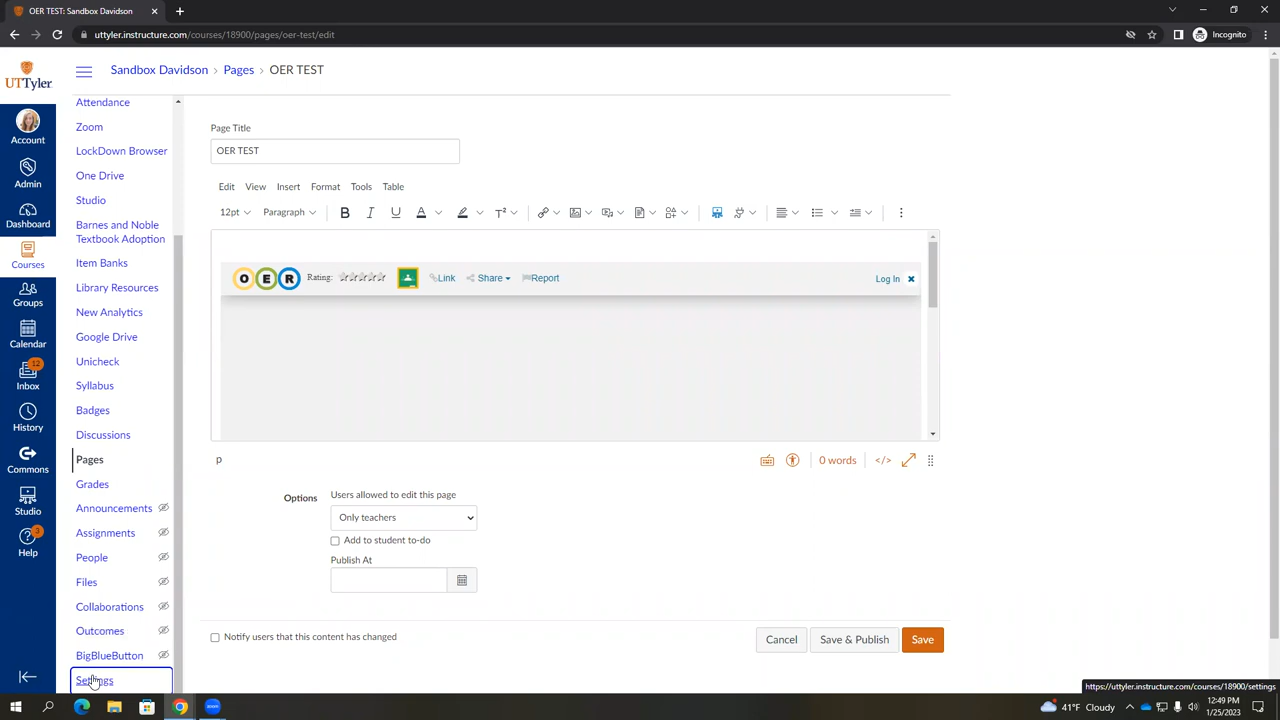 OER TEST: Sandbox Davidson
uttyler.instructure.com/courses/18900/pages/oer-test/edit
Incognito
UTTyler
Account
Admin
Dashboard
Courses
Groups
Calendar
12
Inbox
History
Commons
Studio
3
Help
Sandbox Davidson › Pages › OER TEST
Attendance
Zoom
LockDown Browser
One Drive
Studio
Barnes and Noble
Textbook Adoption
Item Banks
Library Resources
New Analytics
Google Drive
Unicheck
Syllabus
Badges
Discussions
Pages
Grades
Announcements
Assignments
People
Files
Collaborations
Outcomes
BigBlueButton
Settings
Page Title
OER TEST
Edit View Insert Format Tools Table
12pt Paragraph B I U A T²
OER Rating: Link Share Report Log In ×
p 0 words </>
Options
Users allowed to edit this page
Only teachers
Add to student to-do
Publish At
Notify users that this content has changed
Cancel Save & Publish Save
https://uttyler.instructure.com/courses/18900/settings
zoom
41°F Cloudy
12:49 PM
1/25/2023